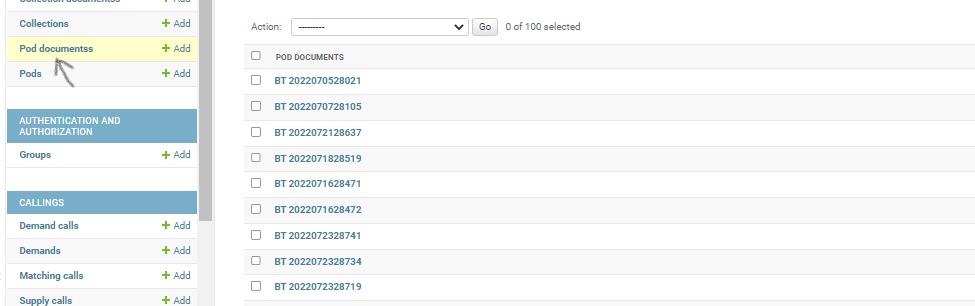 Collection documentss Add
Collections Add
Pod documentss Add
Pods Add
AUTHENTICATION AND
AUTHORIZATION
Groups Add
CALLINGS
Demand calls Add
Demands Add
Matching calls Add
Supply calls Add
Action: --------- Go 0 of 100 selected
POD DOCUMENTS
BT 2022070528021
BT 2022070728105
BT 2022072128637
BT 2022071828519
BT 2022071628471
BT 2022071628472
BT 2022072328741
BT 2022072328734
BT 2022072328719